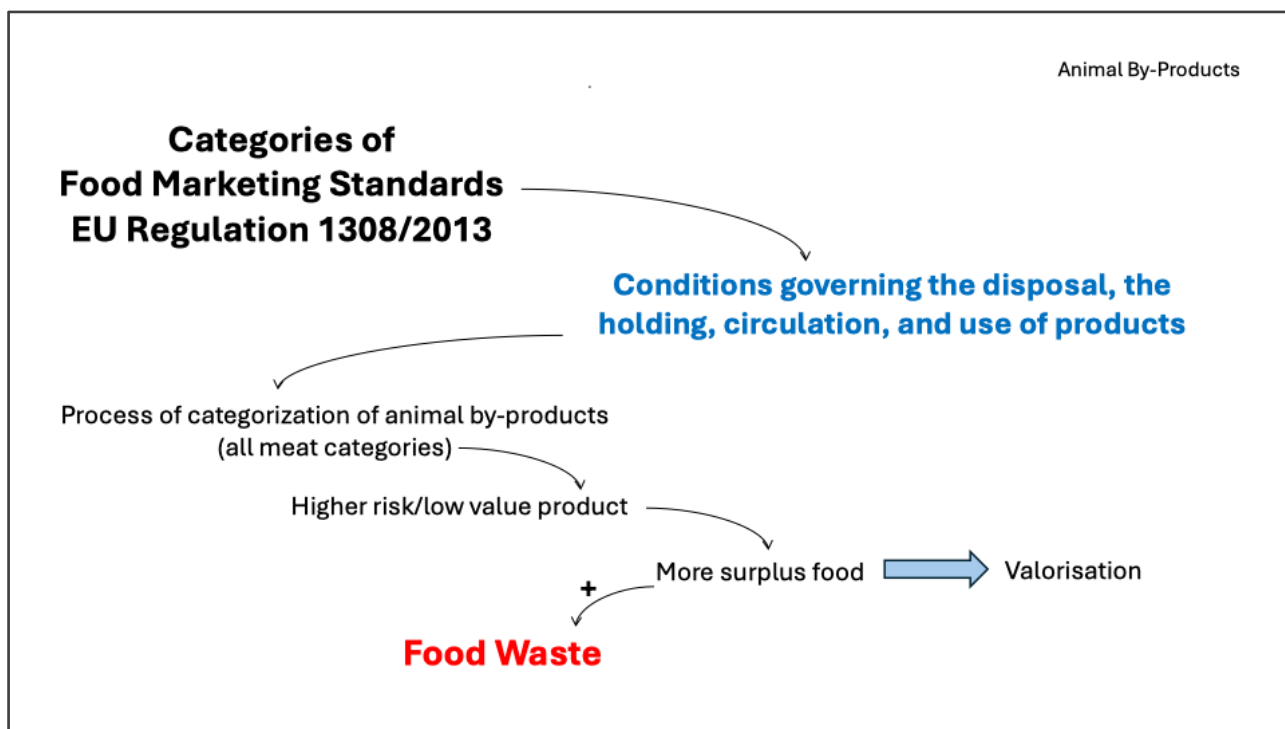 Animal By-Products
Categories of
Food Marketing Standards
EU Regulation 1308/2013
Conditions governing the disposal, the
holding, circulation, and use of products
Process of categorization of animal by-products
(all meat categories)
Higher risk/low value product
More surplus food
Valorisation
+
Food Waste